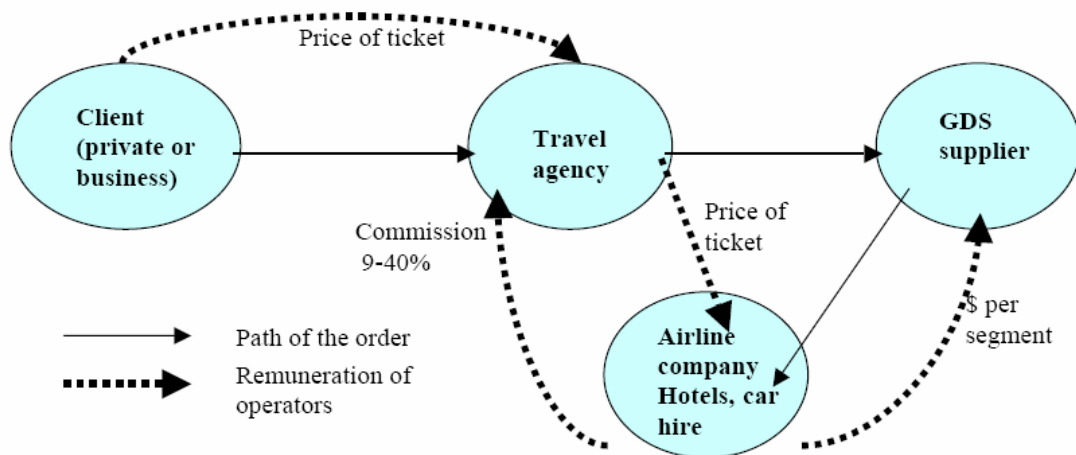 Price of ticket
Client
(private or
business)
Travel
agency
GDS
supplier
Commission
9-40%
Price of
ticket
$ per
segment
Airline
company
Hotels, car
hire
Path of the order
Remuneration of
operators